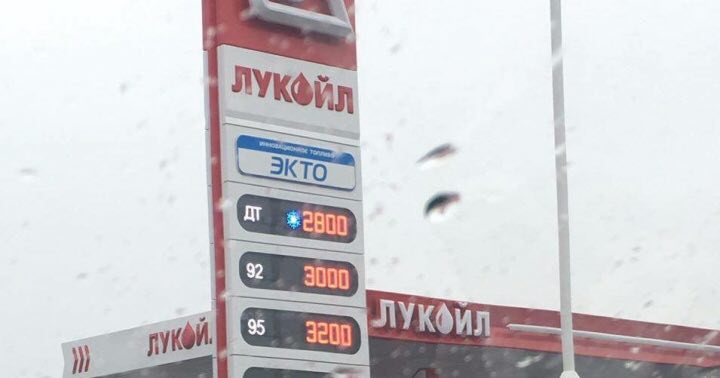 ЛУКОЙЛ
ИННОВАЦИОННОЕ ТОПЛИВО
ЭКТО
ДТ 2800
92 3000
95 3200
ЛУКОЙЛ
ЛУКОЙЛ